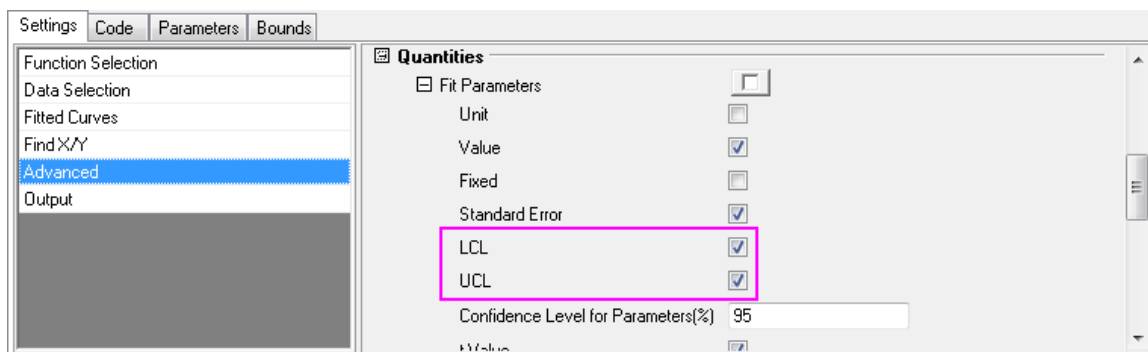 Settings Code Parameters Bounds
Function Selection
Data Selection
Fitted Curves
Find X/Y
Advanced
Output
Quantities
Fit Parameters
Unit
Value
Fixed
Standard Error
LCL
UCL
Confidence Level for Parameters(%) 95
t-Value